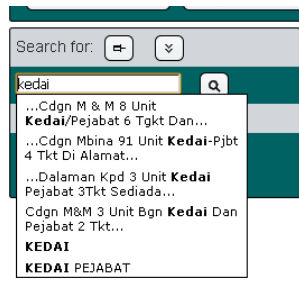 Search for:
kedai
...Cdgn M & M 8 Unit
Kedai/Pejabat 6 Tgkt Dan...
...Cdgn Mbina 91 Unit Kedai-Pjbt
4 Tkt Di Alamat...
...Dalaman Kpd 3 Unit Kedai
Pejabat 3Tkt Sediada...
Cdgn M&M 3 Unit Bgn Kedai Dan
Pejabat 2 Tkt...
KEDAI
KEDAI PEJABAT